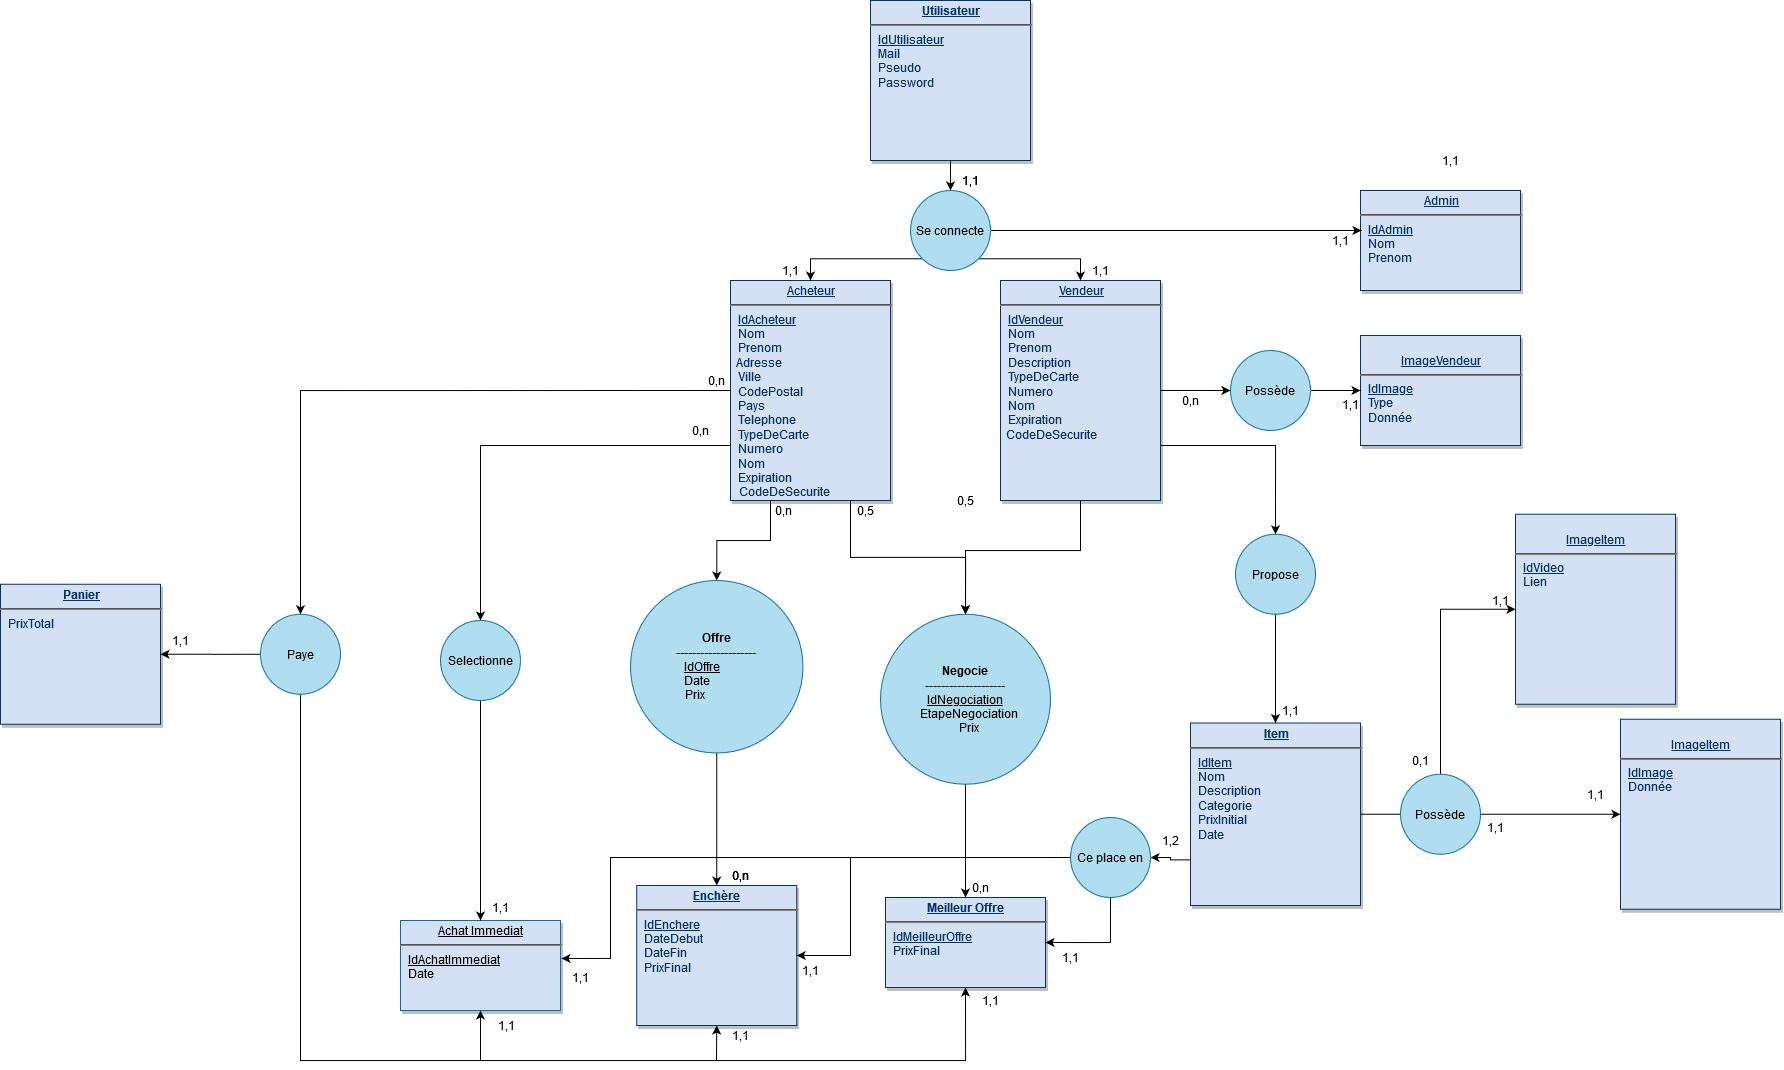 Utilisateur
IdUtilisateur
Mail
Pseudo
Password
1,1
Se connecte
1,1
Admin
IdAdmin
Nom
Prenom
1,1
1,1
Acheteur
IdAcheteur
Nom
Prenom
Adresse
Ville
CodePostal
Pays
Telephone
TypeDeCarte
Numero
Nom
Expiration
CodeDeSecurite
1,1
Vendeur
IdVendeur
Nom
Prenom
Description
TypeDeCarte
Numero
Nom
Expiration
CodeDeSecurite
0,n
Possède
1,1
ImageVendeur
IdImage
Type
Donnée
0,n
0,n
0,n
0,5
0,5
Propose
ImageItem
IdVideo
Lien
1,1
Panier
PrixTotal
1,1
Paye
Selectionne
Offre
--------------------
IdOffre
Date
Prix
Negocie
--------------------
IdNegociation
EtapeNegociation
Prix
1,1
Item
IdItem
Nom
Description
Categorie
PrixInitial
Date
0,1
Possède
1,1
1,1
ImageItem
IdImage
Donnée
Ce place en
1,2
1,1
Achat Immediat
IdAchatImmediat
Date
1,1
1,1
0,n
Enchère
IdEnchere
DateDebut
DateFin
PrixFinal
1,1
1,1
0,n
Meilleur Offre
IdMeilleurOffre
PrixFinal
1,1
1,1